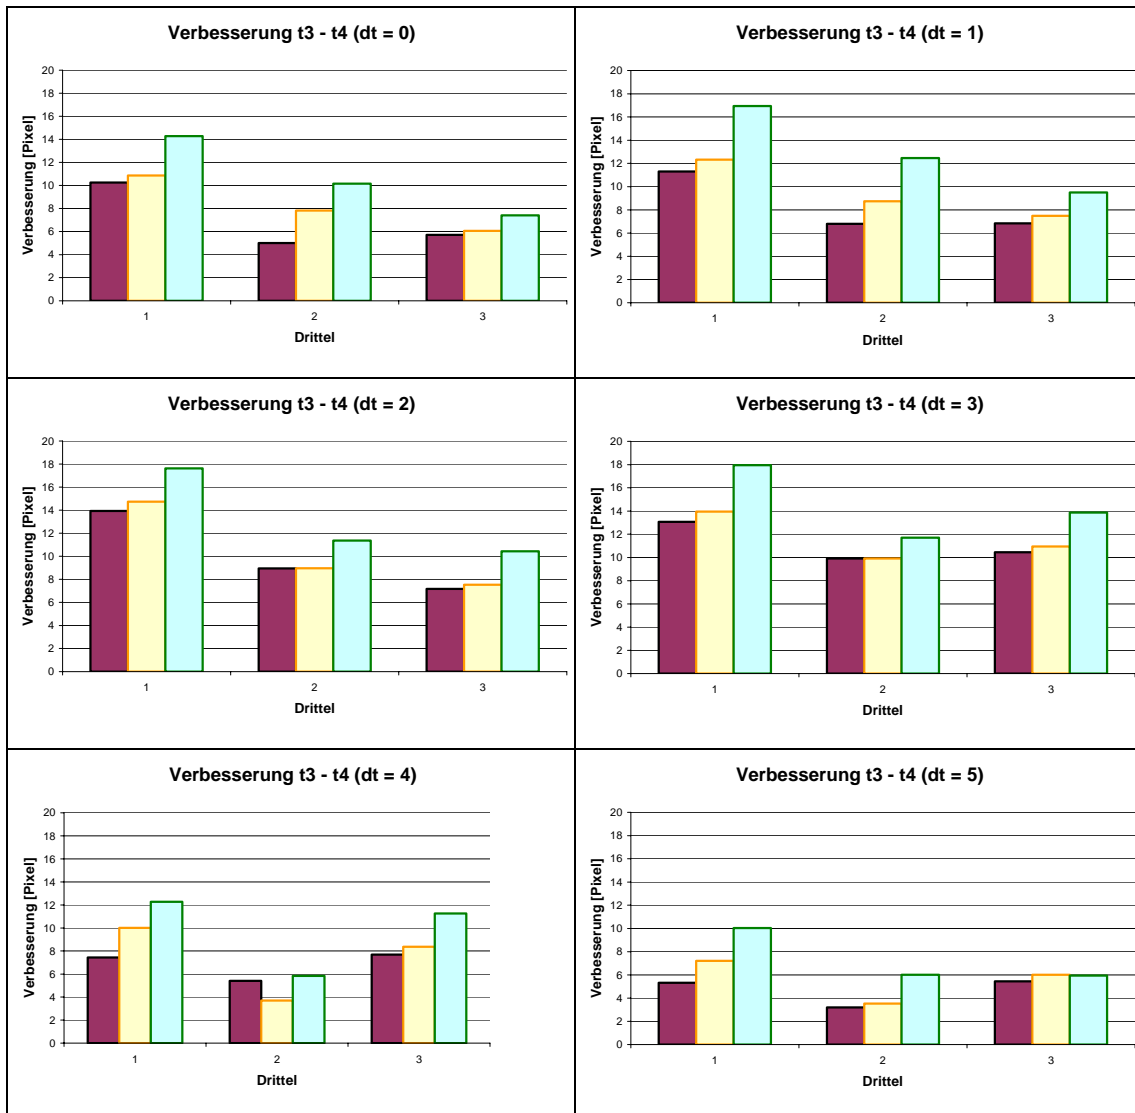 Verbesserung t3 - t4 (dt = 0)
Verbesserung [Pixel]
20
18
16
14
12
10
8
6
4
2
0
1 2 3
Drittel
Verbesserung t3 - t4 (dt = 1)
Verbesserung [Pixel]
20
18
16
14
12
10
8
6
4
2
0
1 2 3
Drittel
Verbesserung t3 - t4 (dt = 2)
Verbesserung [Pixel]
20
18
16
14
12
10
8
6
4
2
0
1 2 3
Drittel
Verbesserung t3 - t4 (dt = 3)
Verbesserung [Pixel]
20
18
16
14
12
10
8
6
4
2
0
1 2 3
Drittel
Verbesserung t3 - t4 (dt = 4)
Verbesserung [Pixel]
20
18
16
14
12
10
8
6
4
2
0
1 2 3
Drittel
Verbesserung t3 - t4 (dt = 5)
Verbesserung [Pixel]
20
18
16
14
12
10
8
6
4
2
0
1 2 3
Drittel